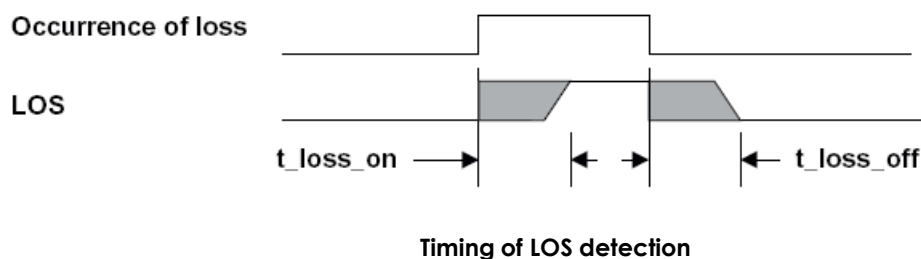 Occurrence of loss
LOS
t_loss_on t_loss_off
Timing of LOS detection